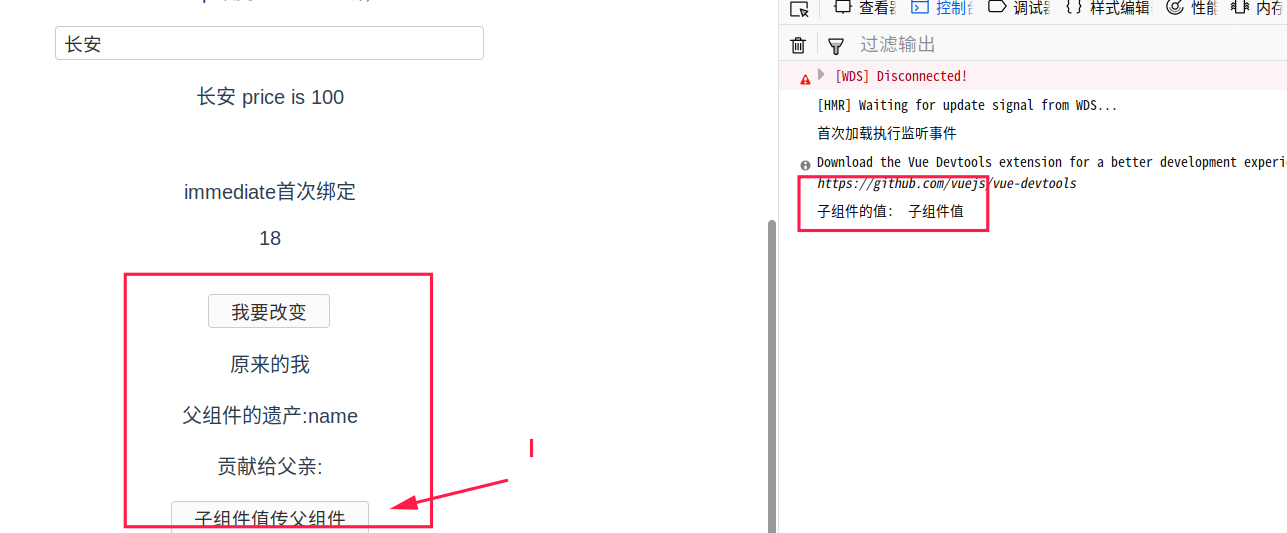 长安
长安 price is 100
immediate首次绑定
18
我要改变
原来的我
父组件的遗产:name
贡献给父亲:
子组件值传父组件
查看器 控制台 调试器 {} 样式编辑 性能 内存
过滤输出
[WDS] Disconnected!
[HMR] Waiting for update signal from WDS...
首次加载执行监听事件
Download the Vue Devtools extension for a better development
https://github.com/vuejs/vue-devtools
子组件的值: 子组件值